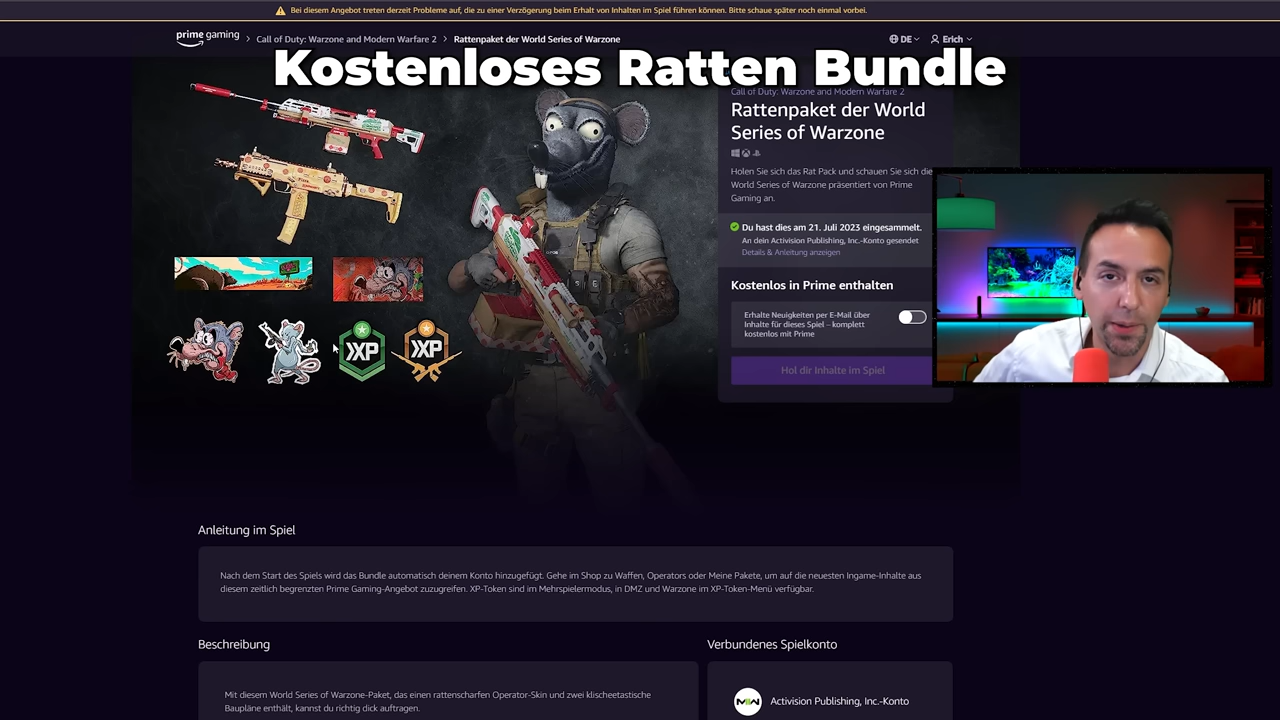 Bei diesem Angebot treten derzeit Probleme auf, die zu einer Verzögerung beim Erhalt von Inhalten im Spiel führen können. Bitte schaue später noch einmal vorbei.
prime gaming > Call of Duty: Warzone and Modern Warfare 2 > Rattenpaket der World Series of Warzone
DE
Erich
Kostenloses Ratten Bundle
Call of Duty: Warzone and Modern Warfare 2
Rattenpaket der World
Series of Warzone
Holen Sie sich das Rat Pack und schauen Sie sich die
World Series of Warzone präsentiert von Prime
Gaming an.
Du hast dies am 21. Juli 2023 eingesammelt.
An dein Activision Publishing, Inc.-Konto gesendet
Details & Anleitung anzeigen
Kostenlos in Prime enthalten
Erhalte Neuigkeiten per E-Mail über
Inhalte für dieses Spiel – komplett
kostenlos mit Prime
Hol dir Inhalte im Spiel
XP
XP
Anleitung im Spiel
Nach dem Start des Spiels wird das Bundle automatisch deinem Konto hinzugefügt. Gehe im Shop zu Waffen, Operators oder Meine Pakete, um auf die neuesten Ingame-Inhalte aus
diesem zeitlich begrenzten Prime Gaming-Angebot zuzugreifen. XP-Token sind im Mehrspielermodus, in DMZ und Warzone im XP-Token-Menü verfügbar.
Beschreibung
Mit diesem World Series of Warzone-Paket, das einen rattenscharfen Operator-Skin und zwei klischeetastische
Baupläne enthält, kannst du richtig dick auftragen.
Verbundenes Spielkonto
MW
Activision Publishing, Inc.-Konto